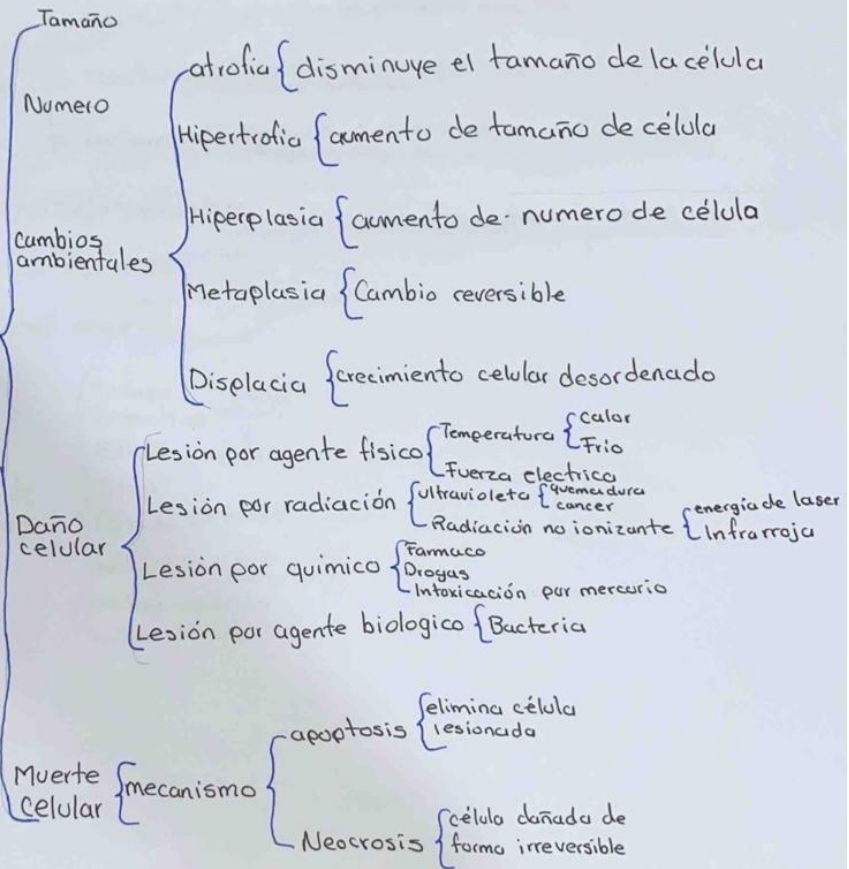 Tamaño
Numero
Cambios
ambientales
atrofia { disminuye el tamaño de la célula
Hipertrofia { aumento de tamaño de célula
Hiperplasia { aumento de numero de célula
Metaplasia { Cambio reversible
Displacia { crecimiento celular desordenado
Daño
celular
Lesión por agente fisico
Temperatura
calor
Frio
Fuerza electrica
Lesión por radiación
ultravioleta
quemadura
cancer
Radiación no ionizante
energía de laser
Infrarroja
Lesión por quimico
Farmaco
Drogas
Intoxicación por mercurio
Lesión por agente biologico { Bacteria
Muerte
celular
mecanismo
apoptosis
elimina célula
lesionada
Neocrosis
célula dañada de
forma irreversible